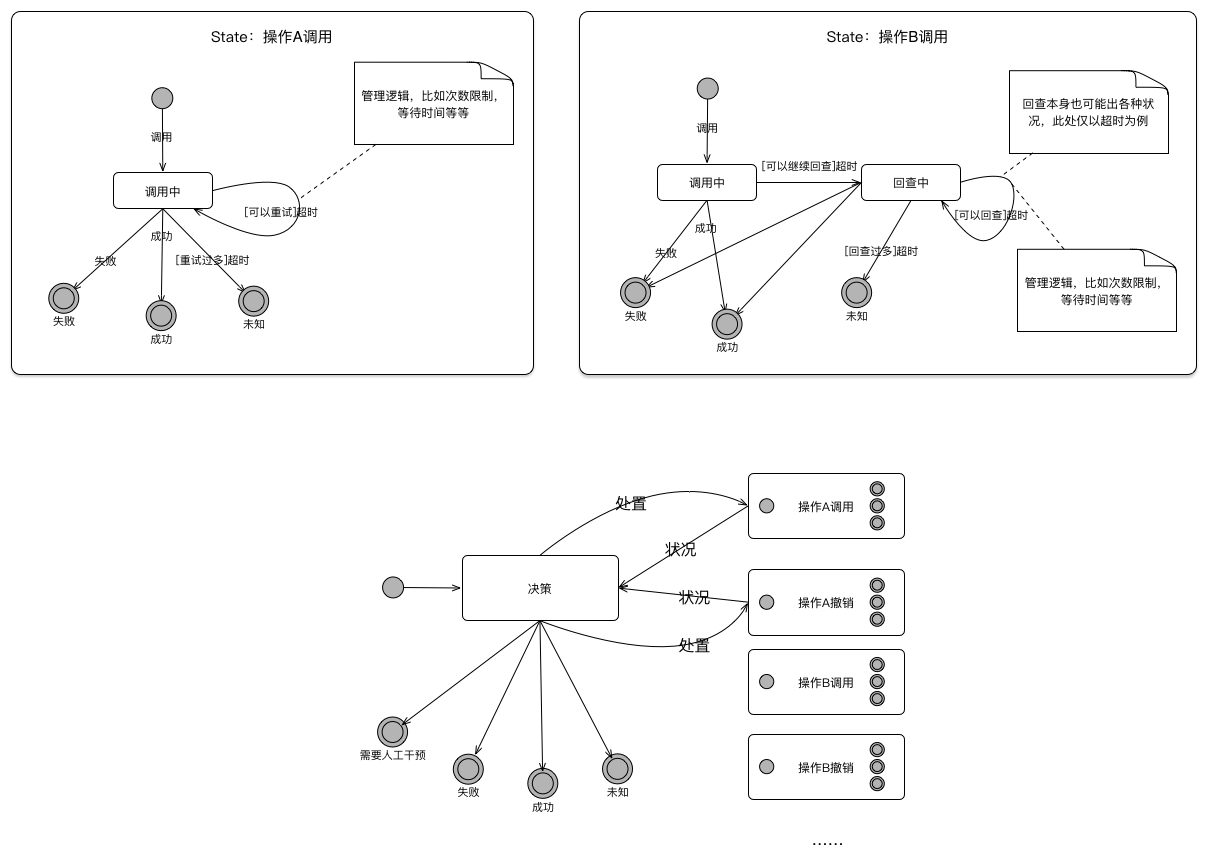 State：操作A调用
管理逻辑，比如次数限制，
等待时间等等
调用
调用中
[可以重试]超时
成功
失败
[重试过多]超时
失败
成功
未知
State：操作B调用
回查本身也可能出各种状
况，此处仅以超时为例
调用
[可以继续回查]超时
调用中
回查中
[可以回查]超时
成功
失败
[回查过多]超时
管理逻辑，比如次数限制，
等待时间等等
失败
未知
成功
处置
操作A调用
状况
决策
状况
操作A撤销
处置
操作B调用
需要人工干预
操作B撤销
失败
成功
未知
……